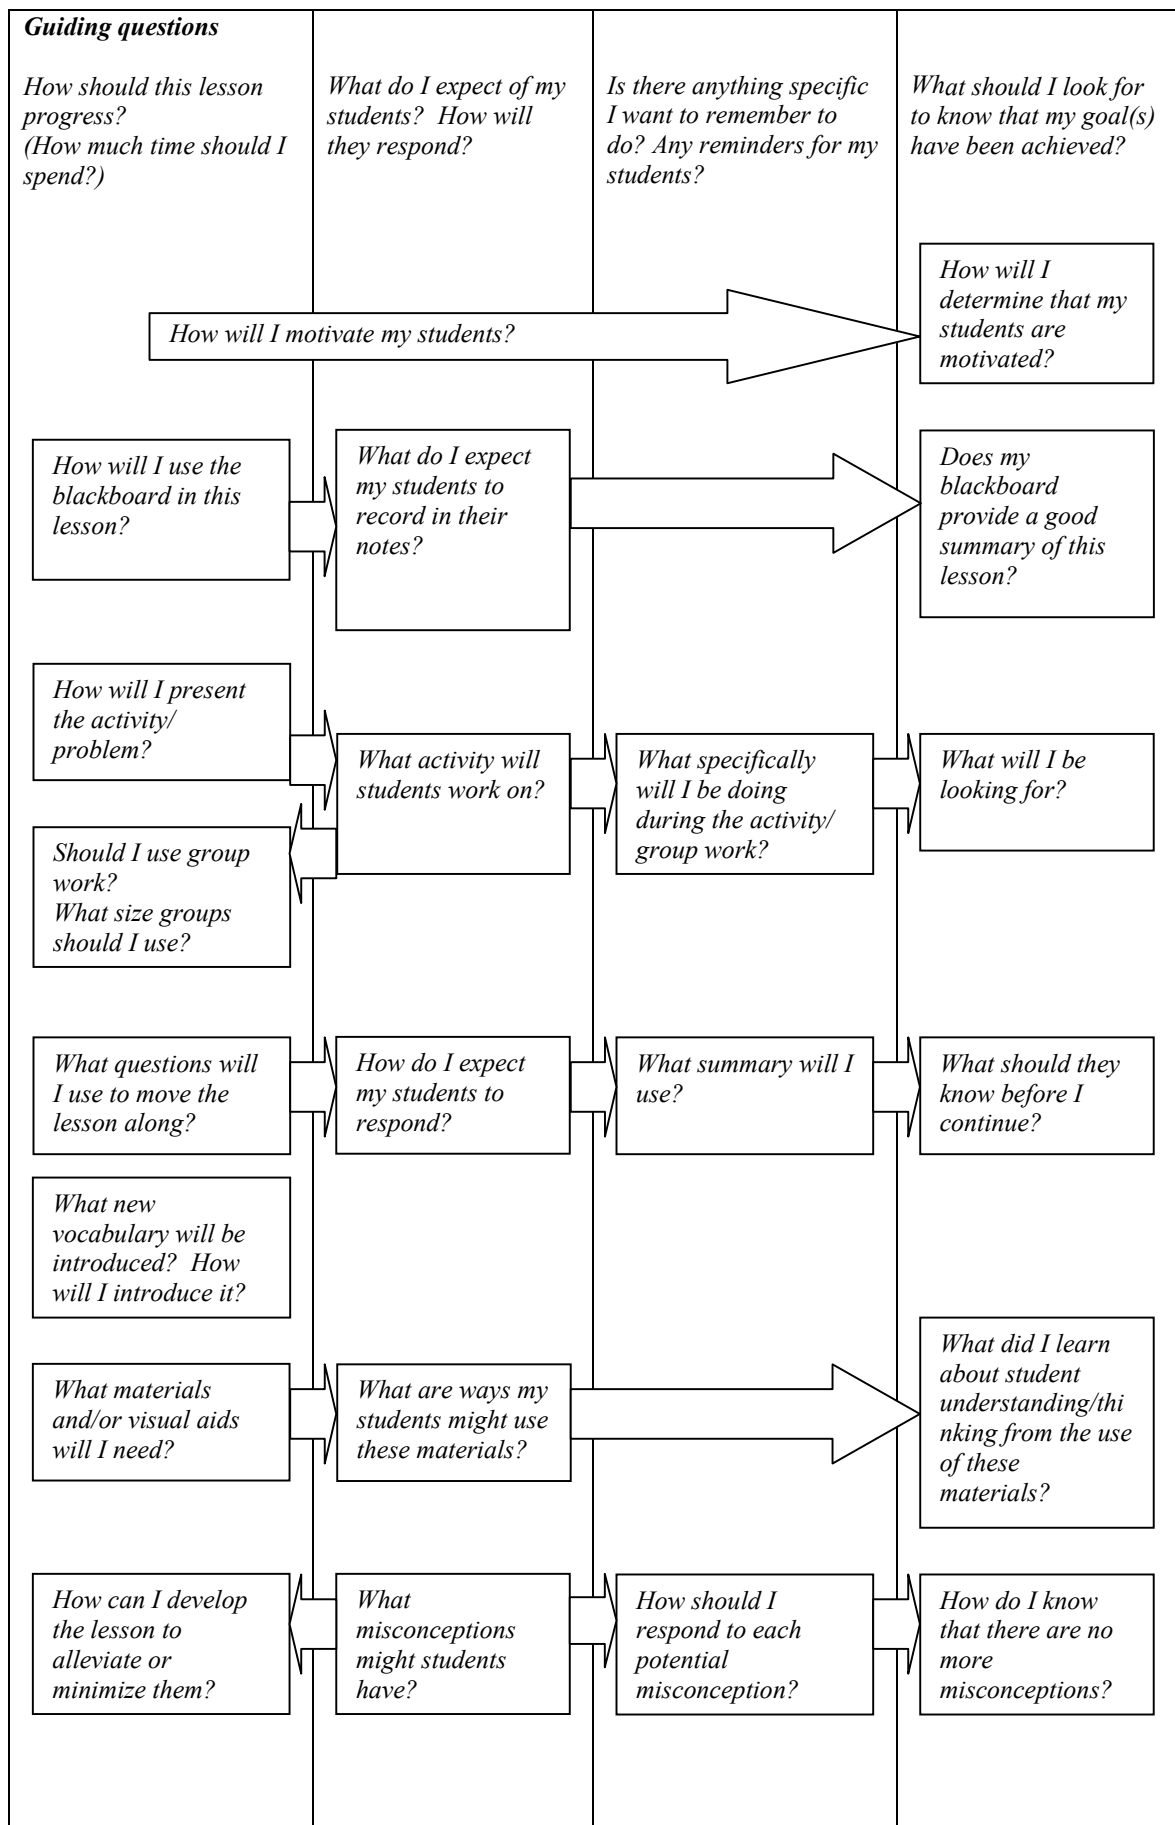 Guiding questions
How should this lesson
progress?
(How much time should I
spend?)
What do I expect of my
students?  How will
they respond?
Is there anything specific
I want to remember to
do? Any reminders for my
students?
What should I look for
to know that my goal(s)
have been achieved?
How will I motivate my students?
How will I
determine that my
students are
motivated?
How will I use the
blackboard in this
lesson?
What do I expect
my students to
record in their
notes?
Does my
blackboard
provide a good
summary of this
lesson?
How will I present
the activity/
problem?
What activity will
students work on?
What specifically
will I be doing
during the activity/
group work?
What will I be
looking for?
Should I use group
work?
What size groups
should I use?
What questions will
I use to move the
lesson along?
How do I expect
my students to
respond?
What summary will I
use?
What should they
know before I
continue?
What new
vocabulary will be
introduced?  How
will I introduce it?
What materials
and/or visual aids
will I need?
What are ways my
students might use
these materials?
What did I learn
about student
understanding/thi
nking from the use
of these
materials?
How can I develop
the lesson to
alleviate or
minimize them?
What
misconceptions
might students
have?
How should I
respond to each
potential
misconception?
How do I know
that there are no
more
misconceptions?